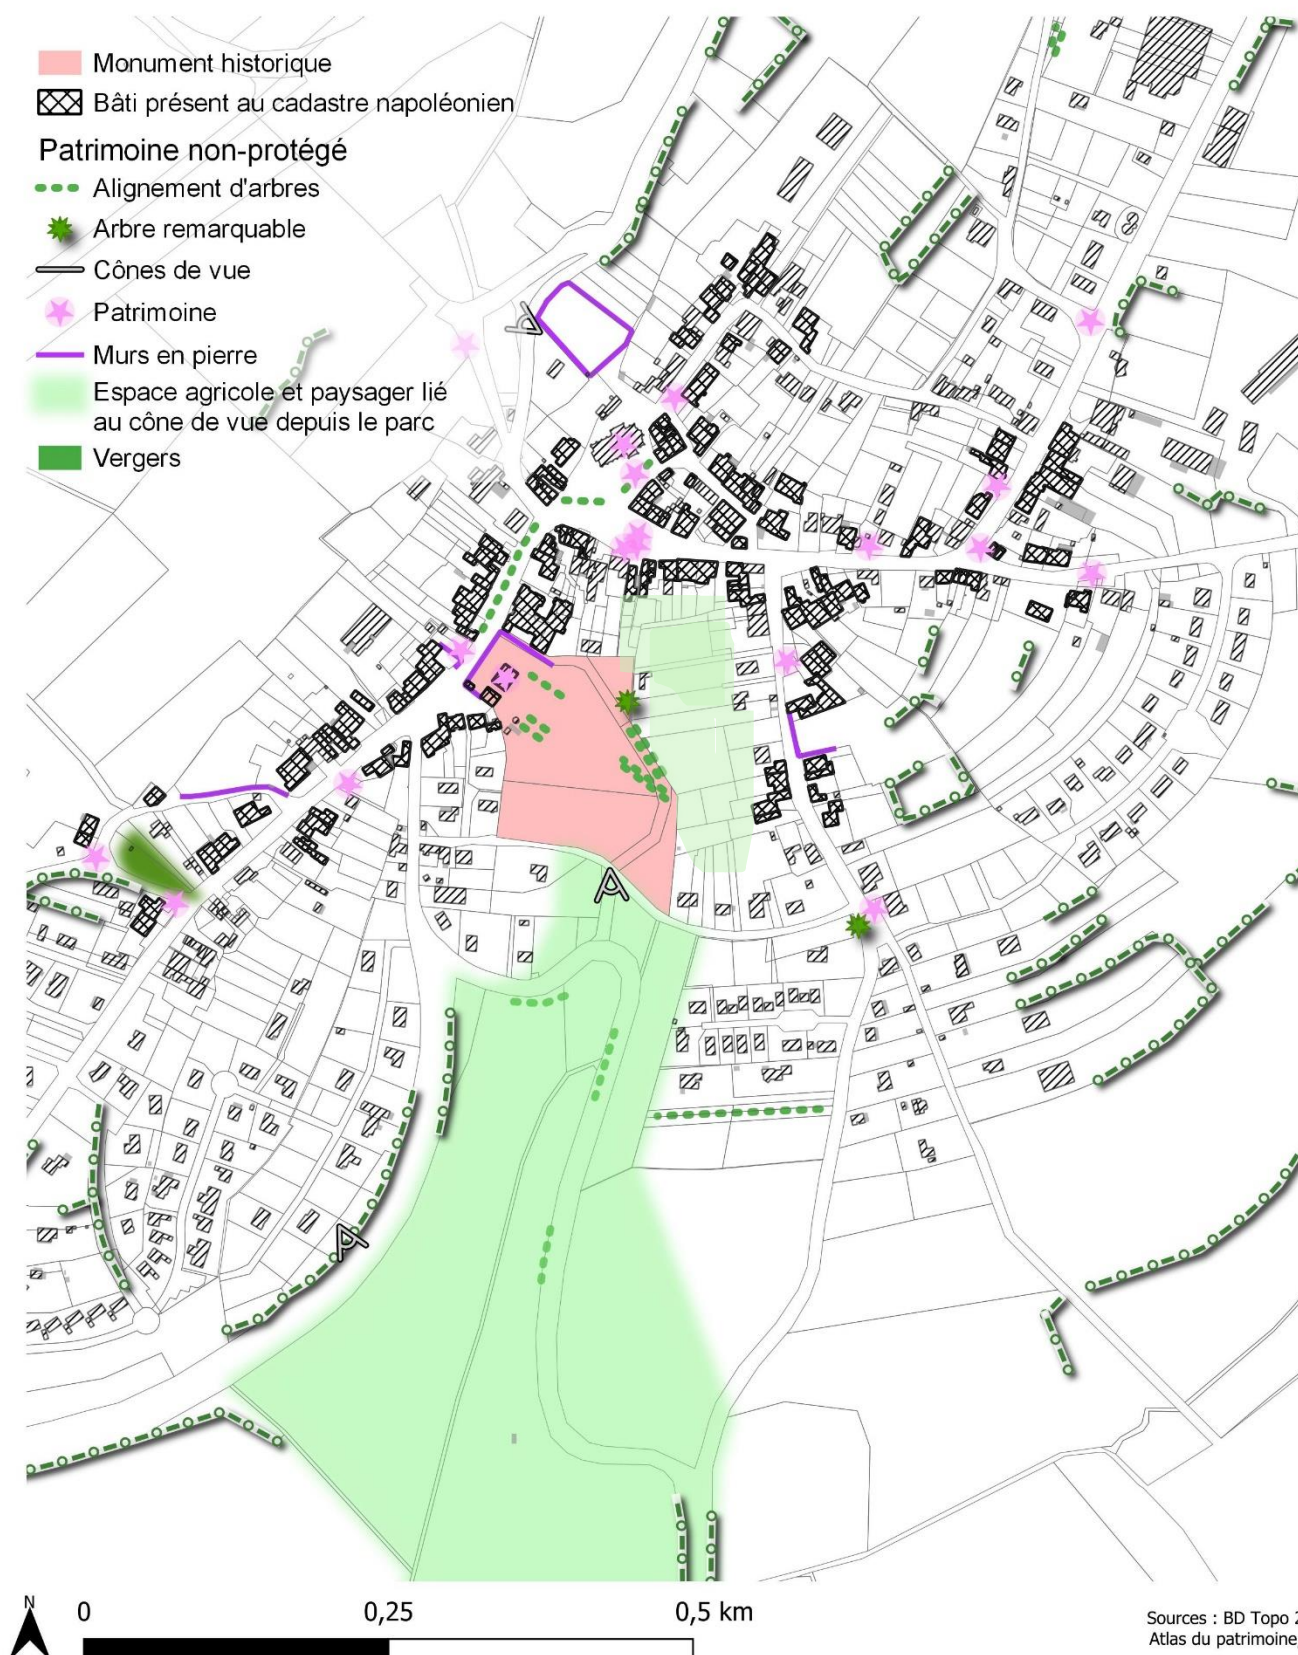 Monument historique
Bâti présent au cadastre napoléonien
Patrimoine non-protégé
Alignement d'arbres
Arbre remarquable
Cônes de vue
Patrimoine
Murs en pierre
Espace agricole et paysager lié
au cône de vue depuis le parc
Vergers
N
0 0,25 0,5 km
Sources : BD Topo 2
Atlas du patrimoine,